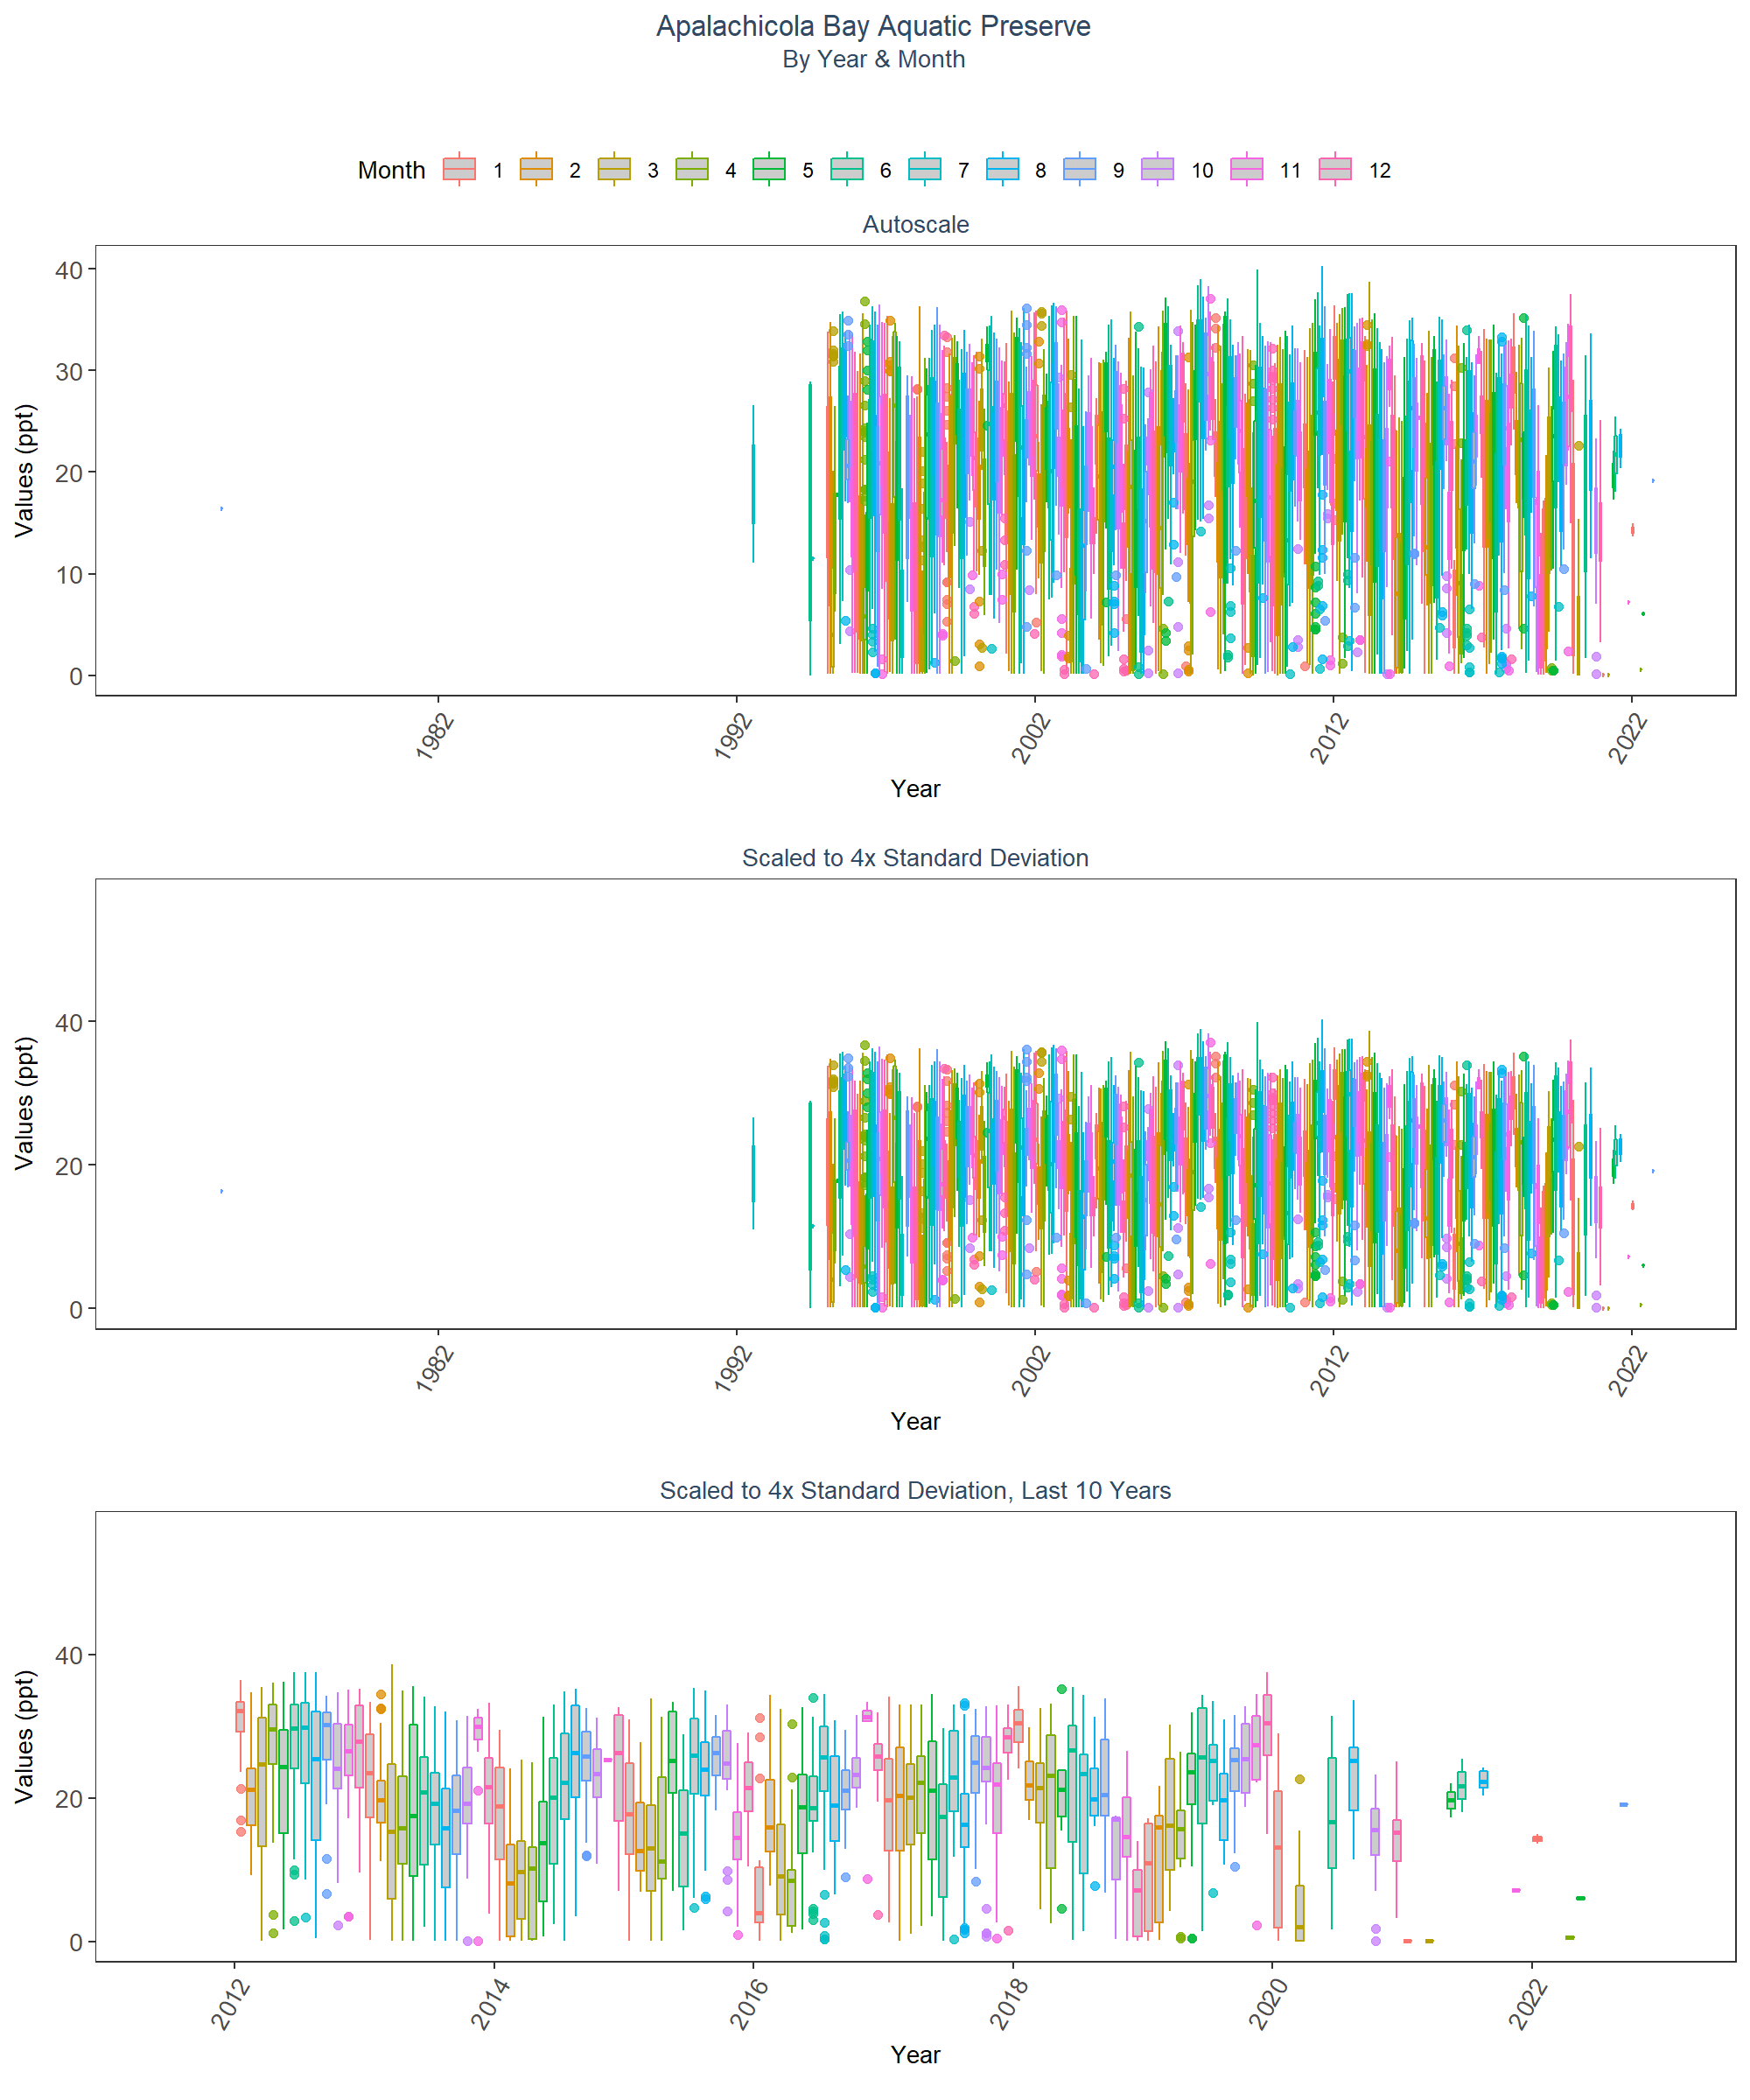 Apalachicola Bay Aquatic Preserve
By Year & Month
Month 1 2 3 4 5 6 7 8 9 10 11 12
Autoscale
Values (ppt)
40
30
20
10
0
1982 1992 2002 2012 2022
Year
Scaled to 4x Standard Deviation
Values (ppt)
40
20
0
1982 1992 2002 2012 2022
Year
Scaled to 4x Standard Deviation, Last 10 Years
Values (ppt)
40
20
0
2012 2014 2016 2018 2020 2022
Year